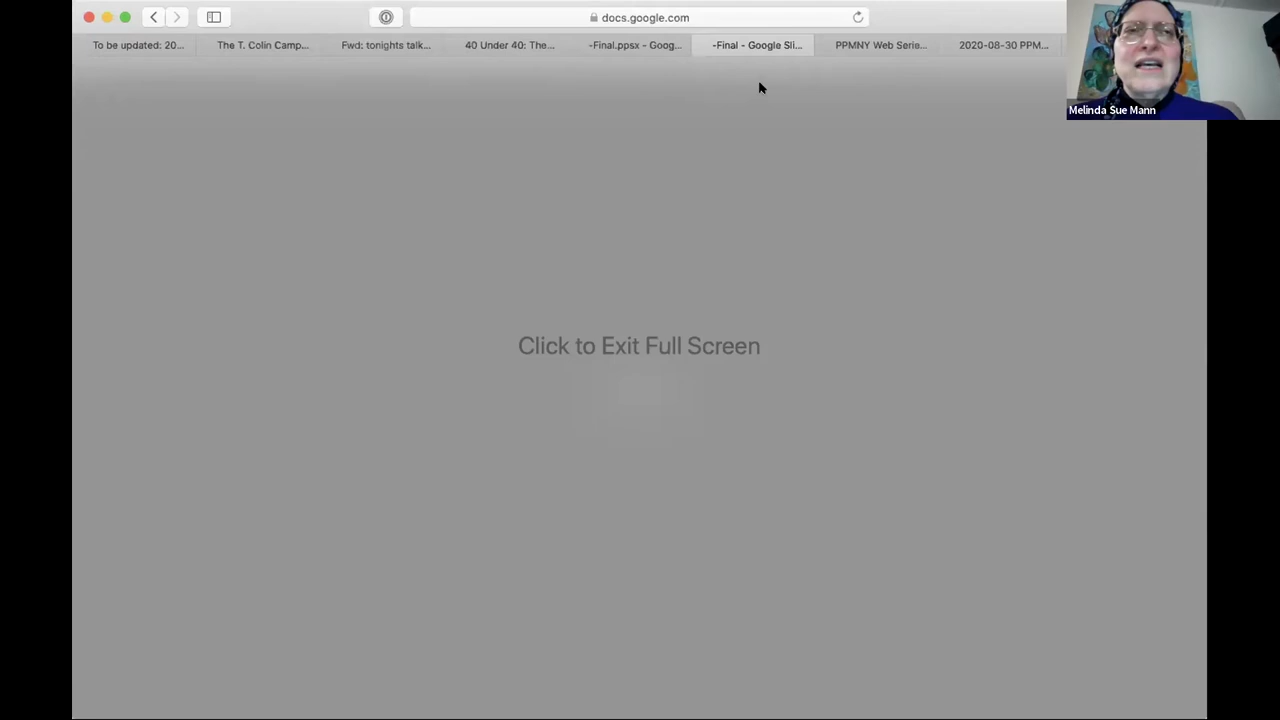 docs.google.com
To be updated: 20...
The T. Colin Camp...
Fwd: tonights talk...
40 Under 40: The...
-Final.ppsx - Goog...
-Final - Google Sli...
PPMNY Web Serie...
2020-08-30 PPM...
Melinda Sue Mann
Click to Exit Full Screen